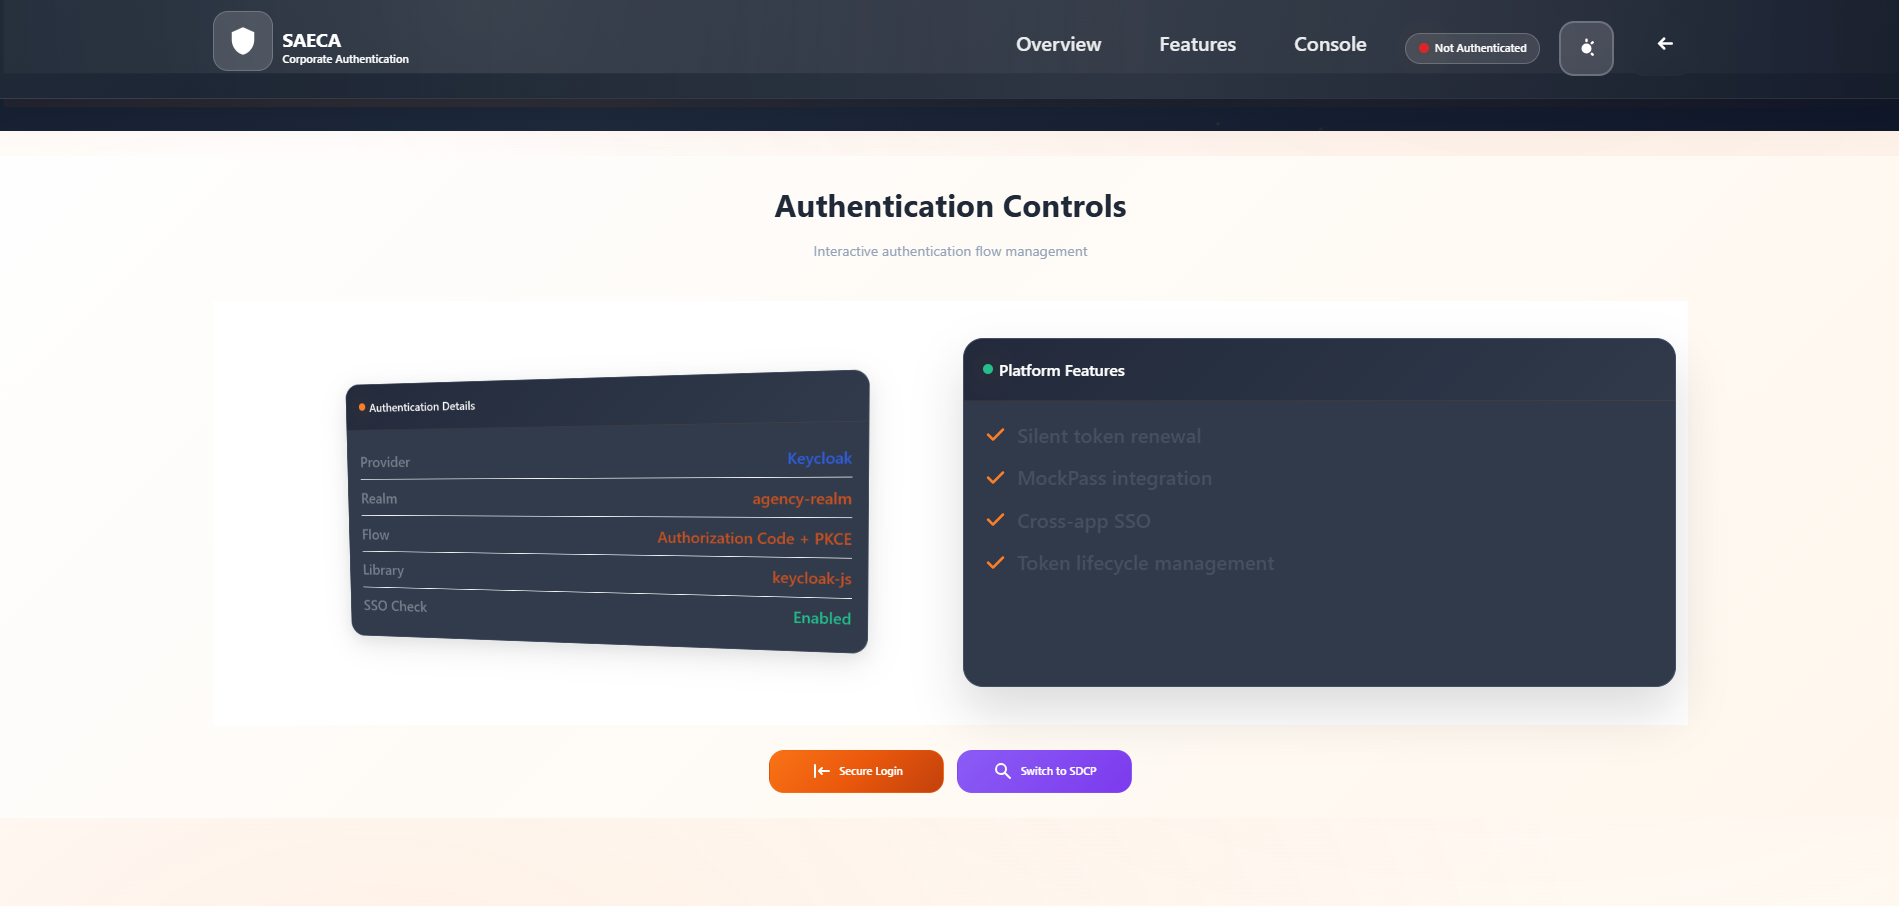 SAECA
Corporate Authentication
Overview
Features
Console
Not Authenticated
Authentication Controls
Interactive authentication flow management
Authentication Details
Provider Keycloak
Realm agency-realm
Flow Authorization Code + PKCE
Library keycloak-js
SSO Check Enabled
Platform Features
Silent token renewal
MockPass integration
Cross-app SSO
Token lifecycle management
Secure Login
Switch to SDCP